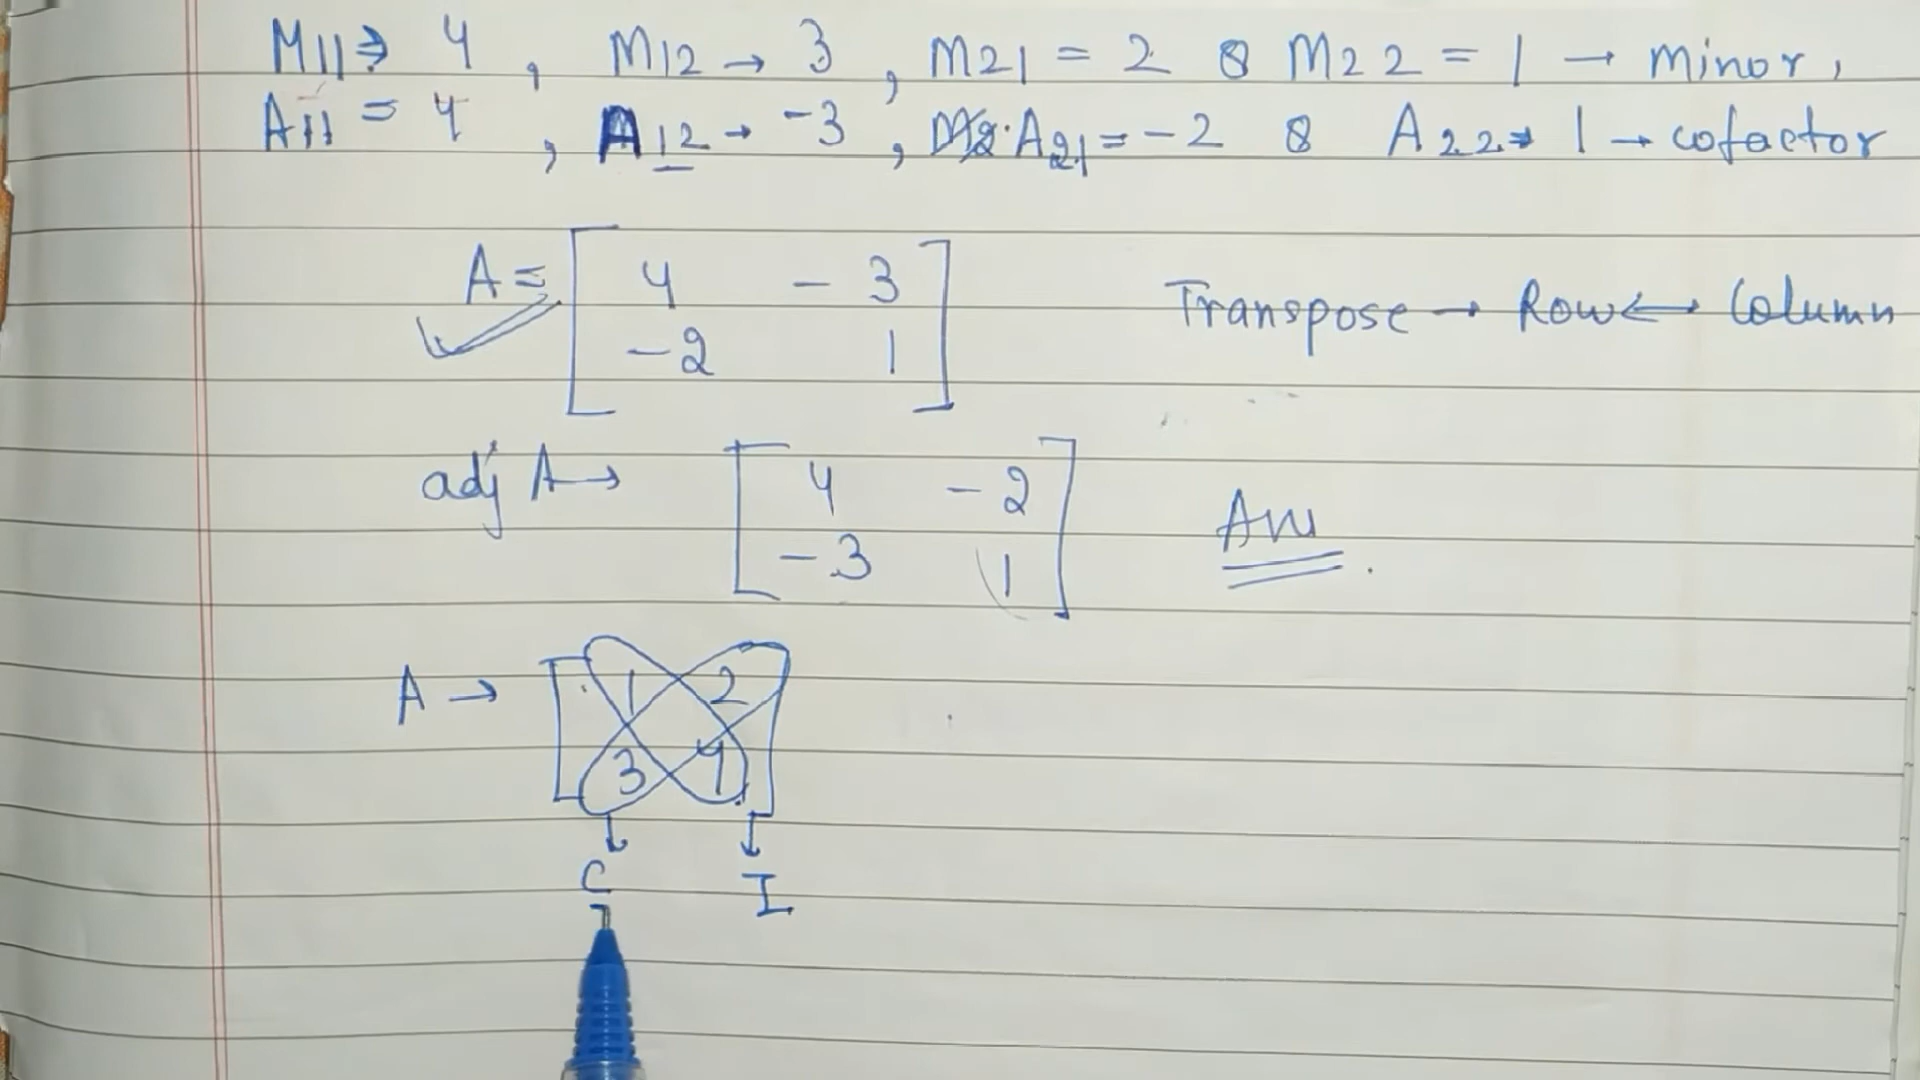 M11 ⇒ 4 , M12 → 3 , M21 = 2 & M22 = 1 → minor,
A11 = 4 , A12 → -3 , A21 = -2 & A22 = 1 → cofactor
A = [ 4 - 3
Transpose → Row ↔ Column
-2 1 ]
adj A → [ 4 - 2
-3 1 ]
Ans.
A → [ 1 2
3 4 ]
C I